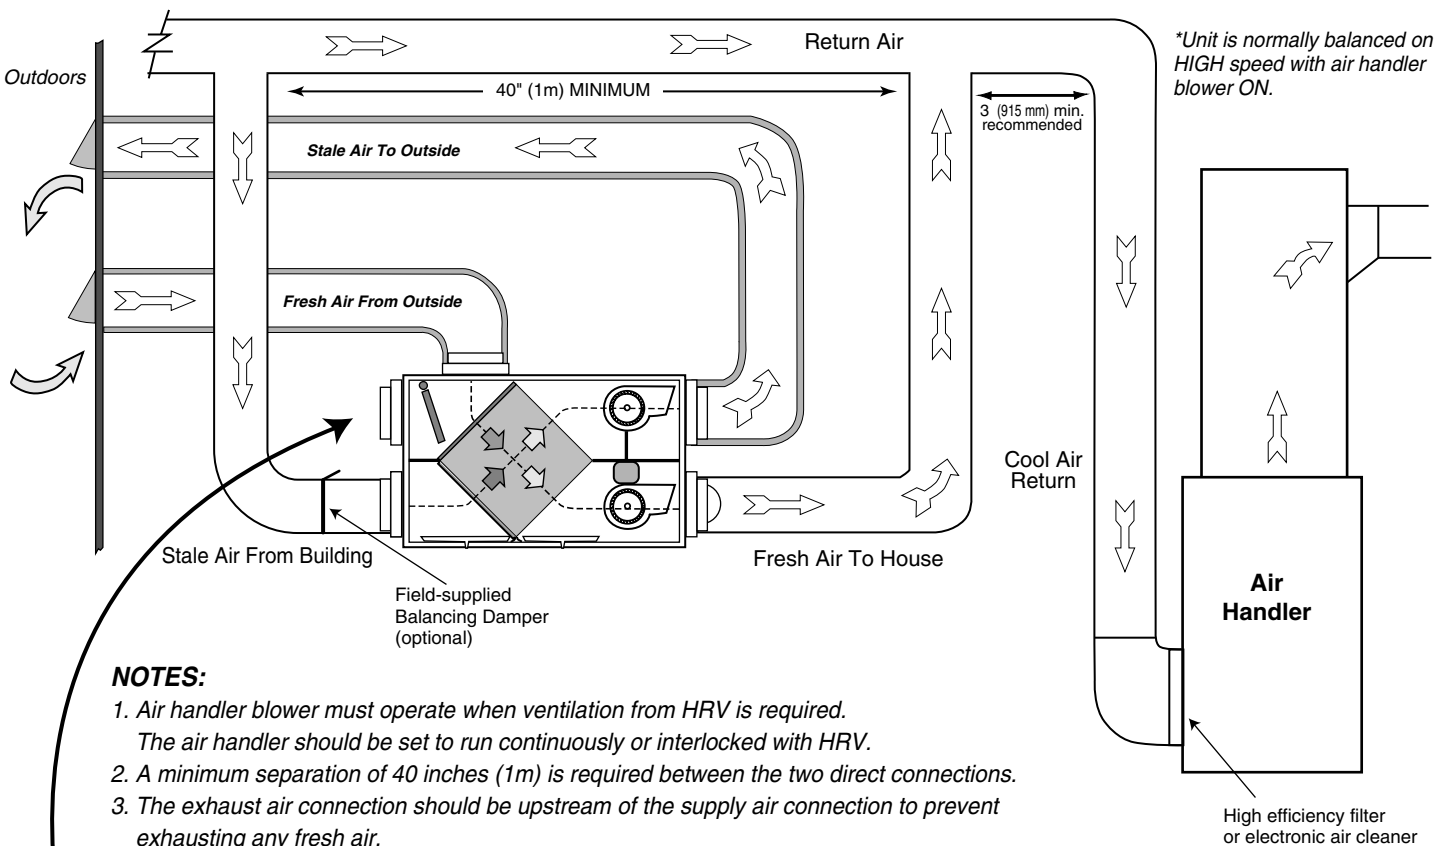 Return Air
*Unit is normally balanced on
HIGH speed with air handler
blower ON.
Outdoors
40" (1m) MINIMUM
3 (915 mm) min.
recommended
Stale Air To Outside
Fresh Air From Outside
Cool Air
Return
Stale Air From Building
Fresh Air To House
Field-supplied
Balancing Damper
(optional)
Air
Handler
NOTES:
1. Air handler blower must operate when ventilation from HRV is required.
The air handler should be set to run continuously or interlocked with HRV.
2. A minimum separation of 40 inches (1m) is required between the two direct connections.
3. The exhaust air connection should be upstream of the supply air connection to prevent
exhausting any fresh air.
High efficiency filter
or electronic air cleaner